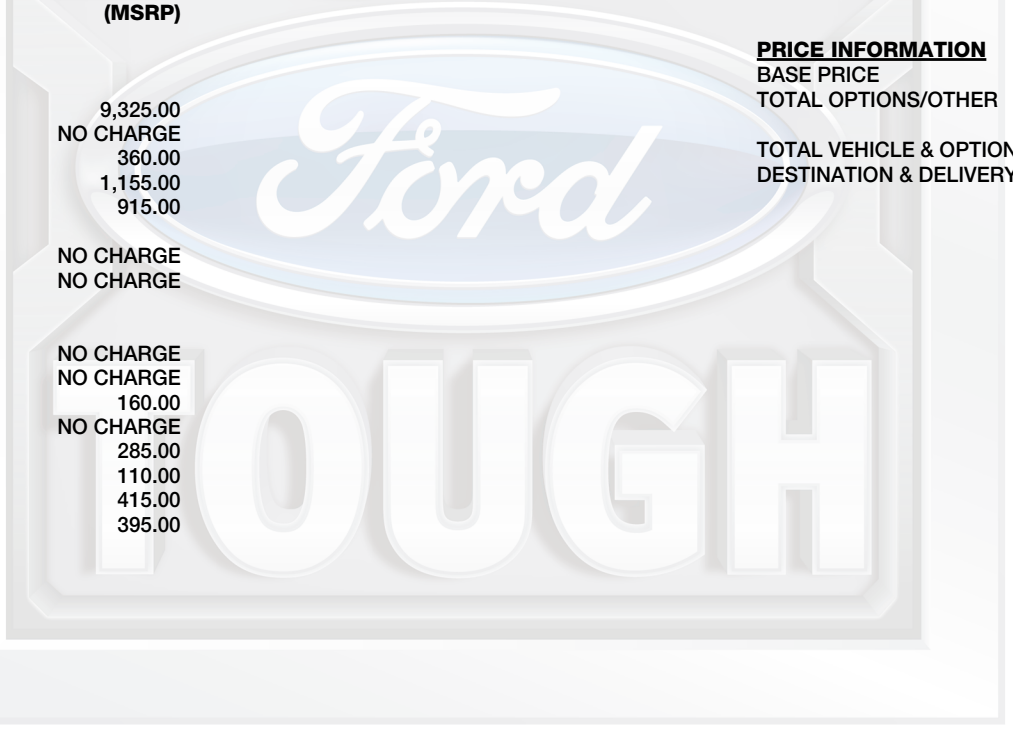 (MSRP)
9,325.00
NO CHARGE
360.00
1,155.00
915.00
NO CHARGE
NO CHARGE
NO CHARGE
NO CHARGE
160.00
NO CHARGE
285.00
110.00
415.00
395.00
PRICE INFORMATION
BASE PRICE
TOTAL OPTIONS/OTHER
TOTAL VEHICLE & OPTION
DESTINATION & DELIVERY
Ford
TOUGH